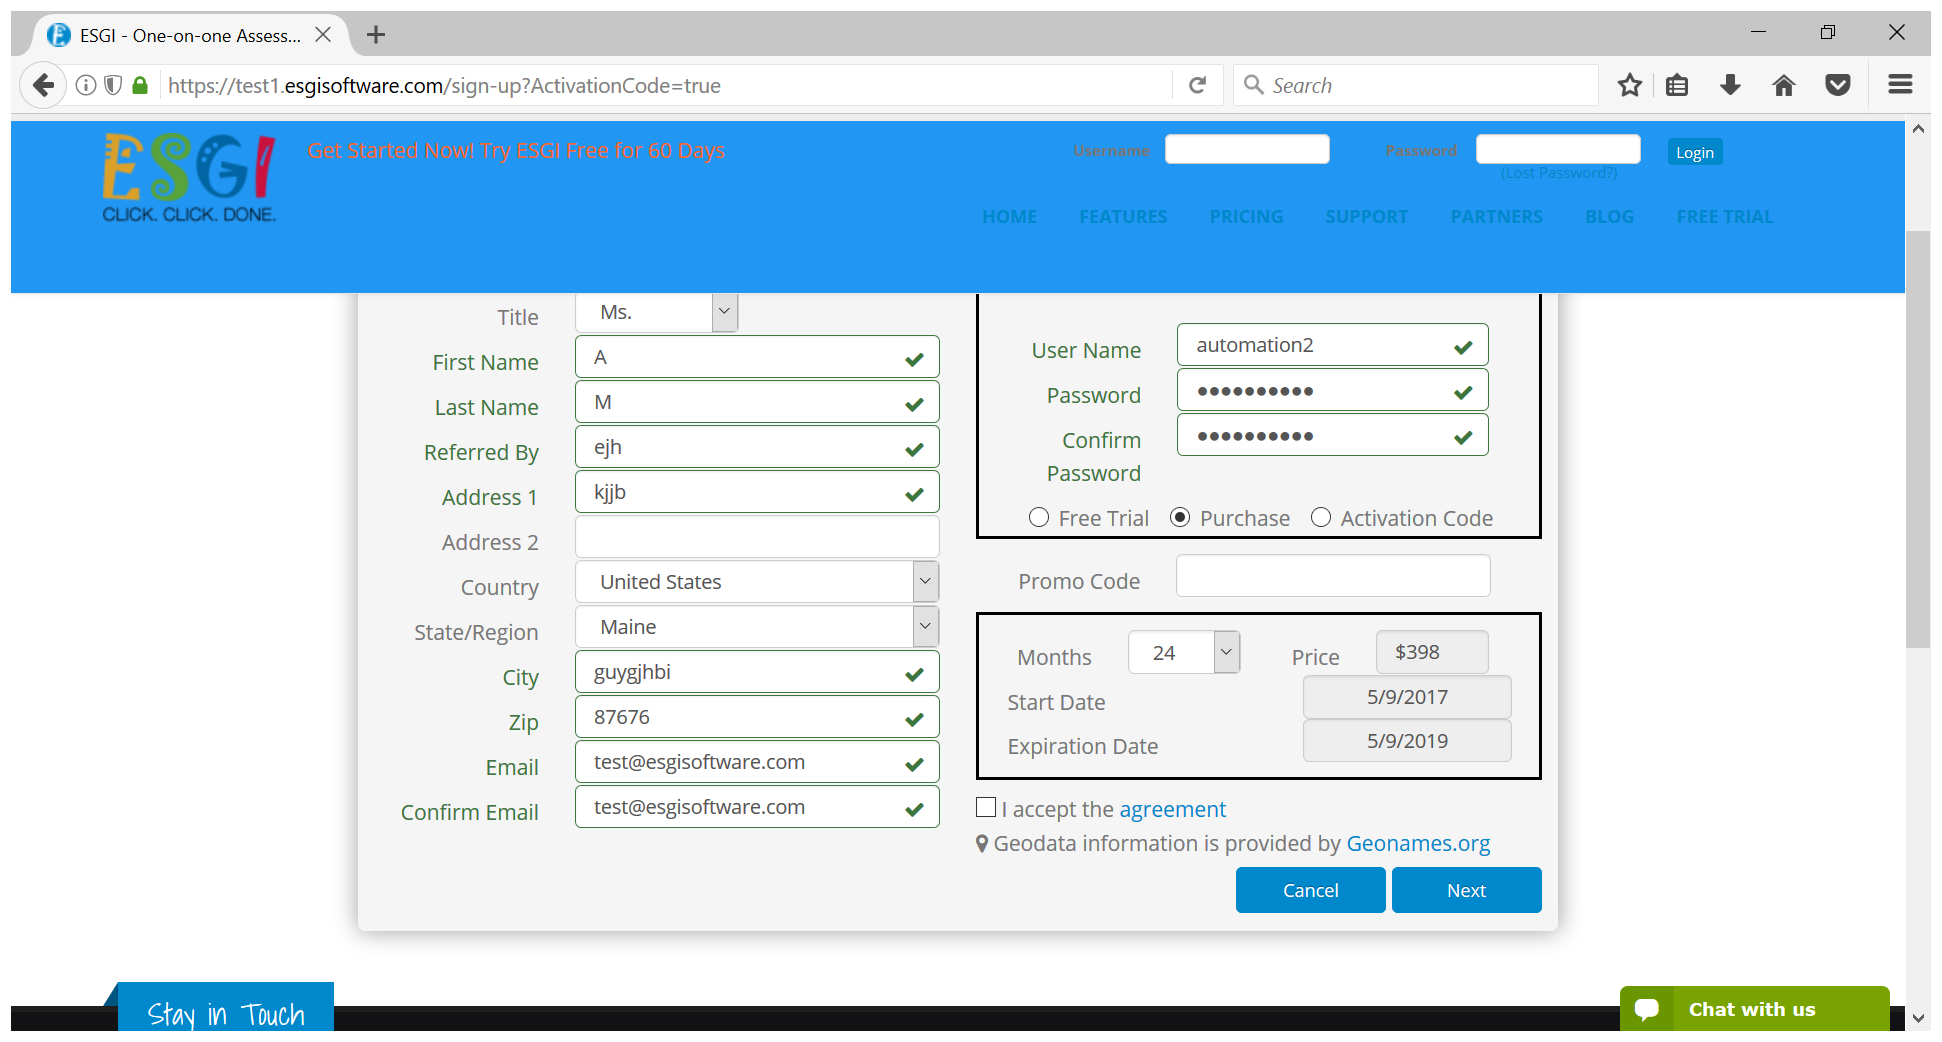 ESGI - One-on-one Assess...
https://test1.esgisoftware.com/sign-up?ActivationCode=true
Search
ESGI
CLICK. CLICK. DONE.
Get Started Now! Try ESGI Free for 60 Days
Username
Password
Login
(Lost Password?)
HOME FEATURES PRICING SUPPORT PARTNERS BLOG FREE TRIAL
Title Ms.
First Name A
Last Name M
Referred By ejh
Address 1 kjjb
Address 2
Country United States
State/Region Maine
City guygjhbi
Zip 87676
Email test@esgisoftware.com
Confirm Email test@esgisoftware.com
User Name automation2
Password ●●●●●●●●●●
Confirm ●●●●●●●●●●
Password
Free Trial Purchase Activation Code
Promo Code
Months 24 Price $398
Start Date 5/9/2017
Expiration Date 5/9/2019
I accept the agreement
Geodata information is provided by Geonames.org
Cancel Next
Stay in Touch
Chat with us